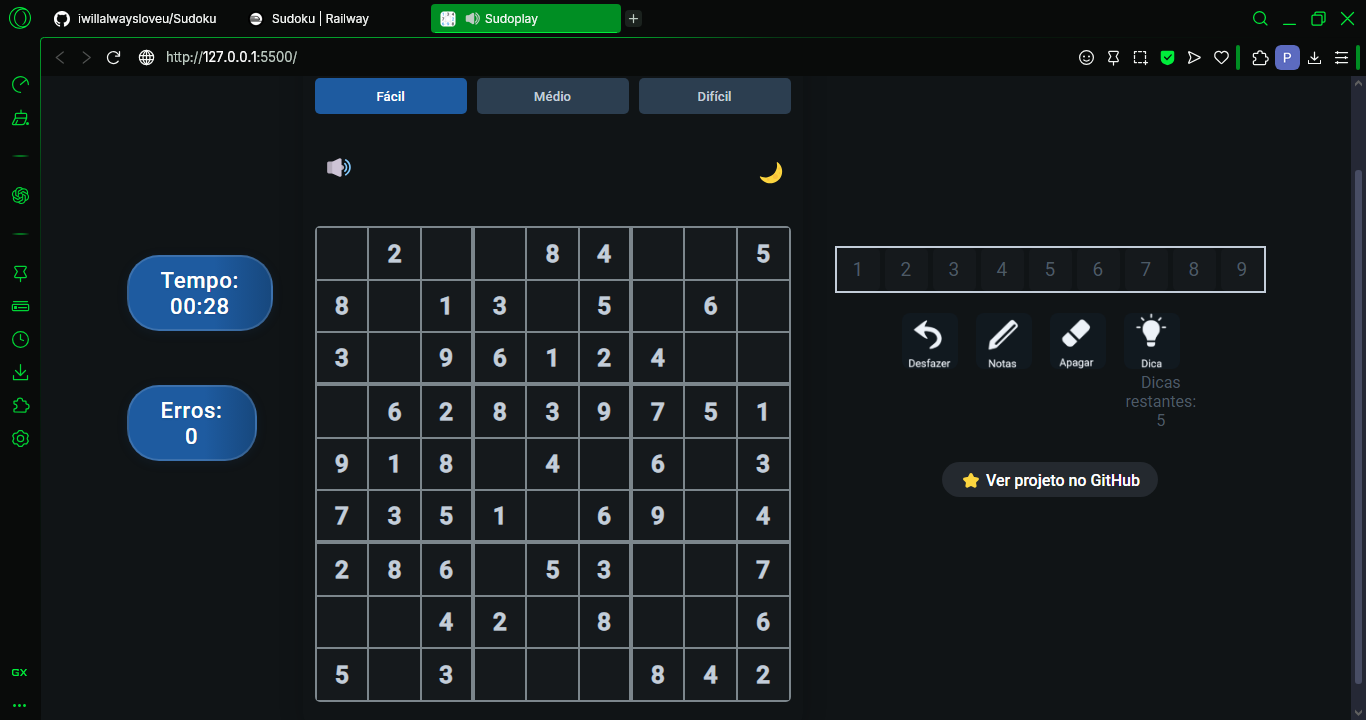 iwillalwaysloveu/Sudoku
Sudoku | Railway
Sudoplay
http://127.0.0.1:5500/
P
Fácil
Médio
Difícil
Tempo:
00:28
Erros:
0
2 8 4 5
8 1 3 5 6
3 9 6 1 2 4
6 2 8 3 9 7 5 1
9 1 8 4 6 3
7 3 5 1 6 9 4
2 8 6 5 3 7
4 2 8 6
5 3 8 4 2
1 2 3 4 5 6 7 8 9
Desfazer
Notas
Apagar
Dica
Dicas
restantes:
5
Ver projeto no GitHub
GX